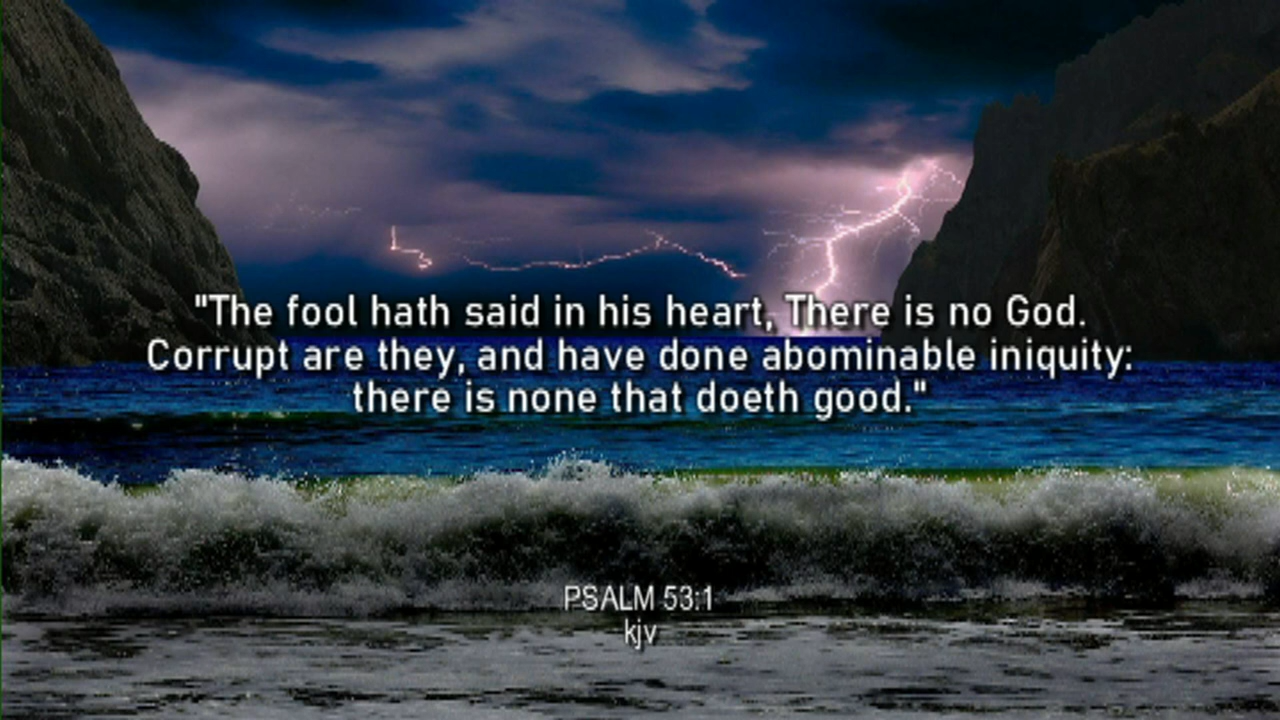 "The fool hath said in his heart, There is no God.
Corrupt are they, and have done abominable iniquity:
there is none that doeth good."
PSALM 53:1
kjv